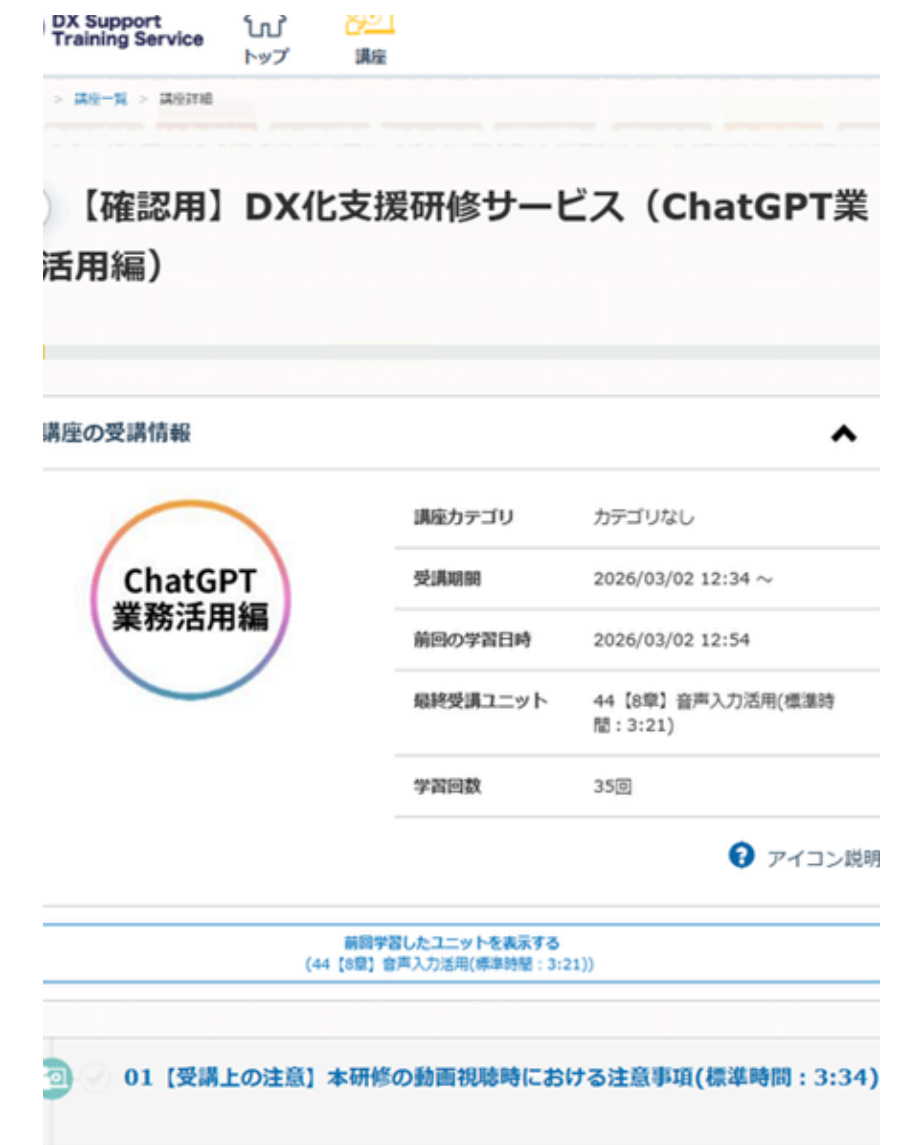 DX Support
Training Service
トップ
講座
> 講座一覧 > 講座詳細
【確認用】DX化支援研修サービス（ChatGPT業
活用編）
講座の受講情報
ChatGPT
業務活用編
講座カテゴリ カテゴリなし
受講期間 2026/03/02 12:34 ～
前回の学習日時 2026/03/02 12:54
最終受講ユニット 44【8章】音声入力活用(標準時
間：3:21)
学習回数 35回
? アイコン説明
前回学習したユニットを表示する
(44【8章】音声入力活用(標準時間：3:21))
01【受講上の注意】本研修の動画視聴時における注意事項(標準時間：3:34)